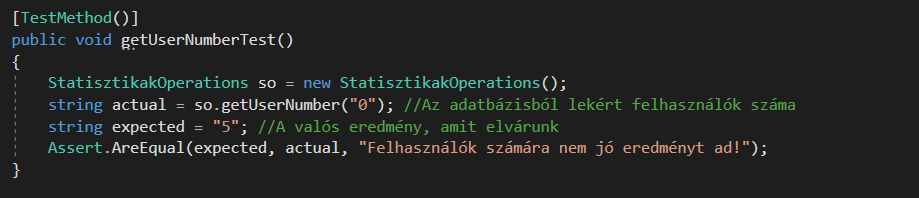 [TestMethod()]
public void getUserNumberTest()
{
StatisztikakOperations so = new StatisztikakOperations();
string actual = so.getUserNumber("0"); //Az adatbázisból lekért felhasználók száma
string expected = "5"; //A valós eredmény, amit elvárunk
Assert.AreEqual(expected, actual, "Felhasználók számára nem jó eredményt ad!");
}